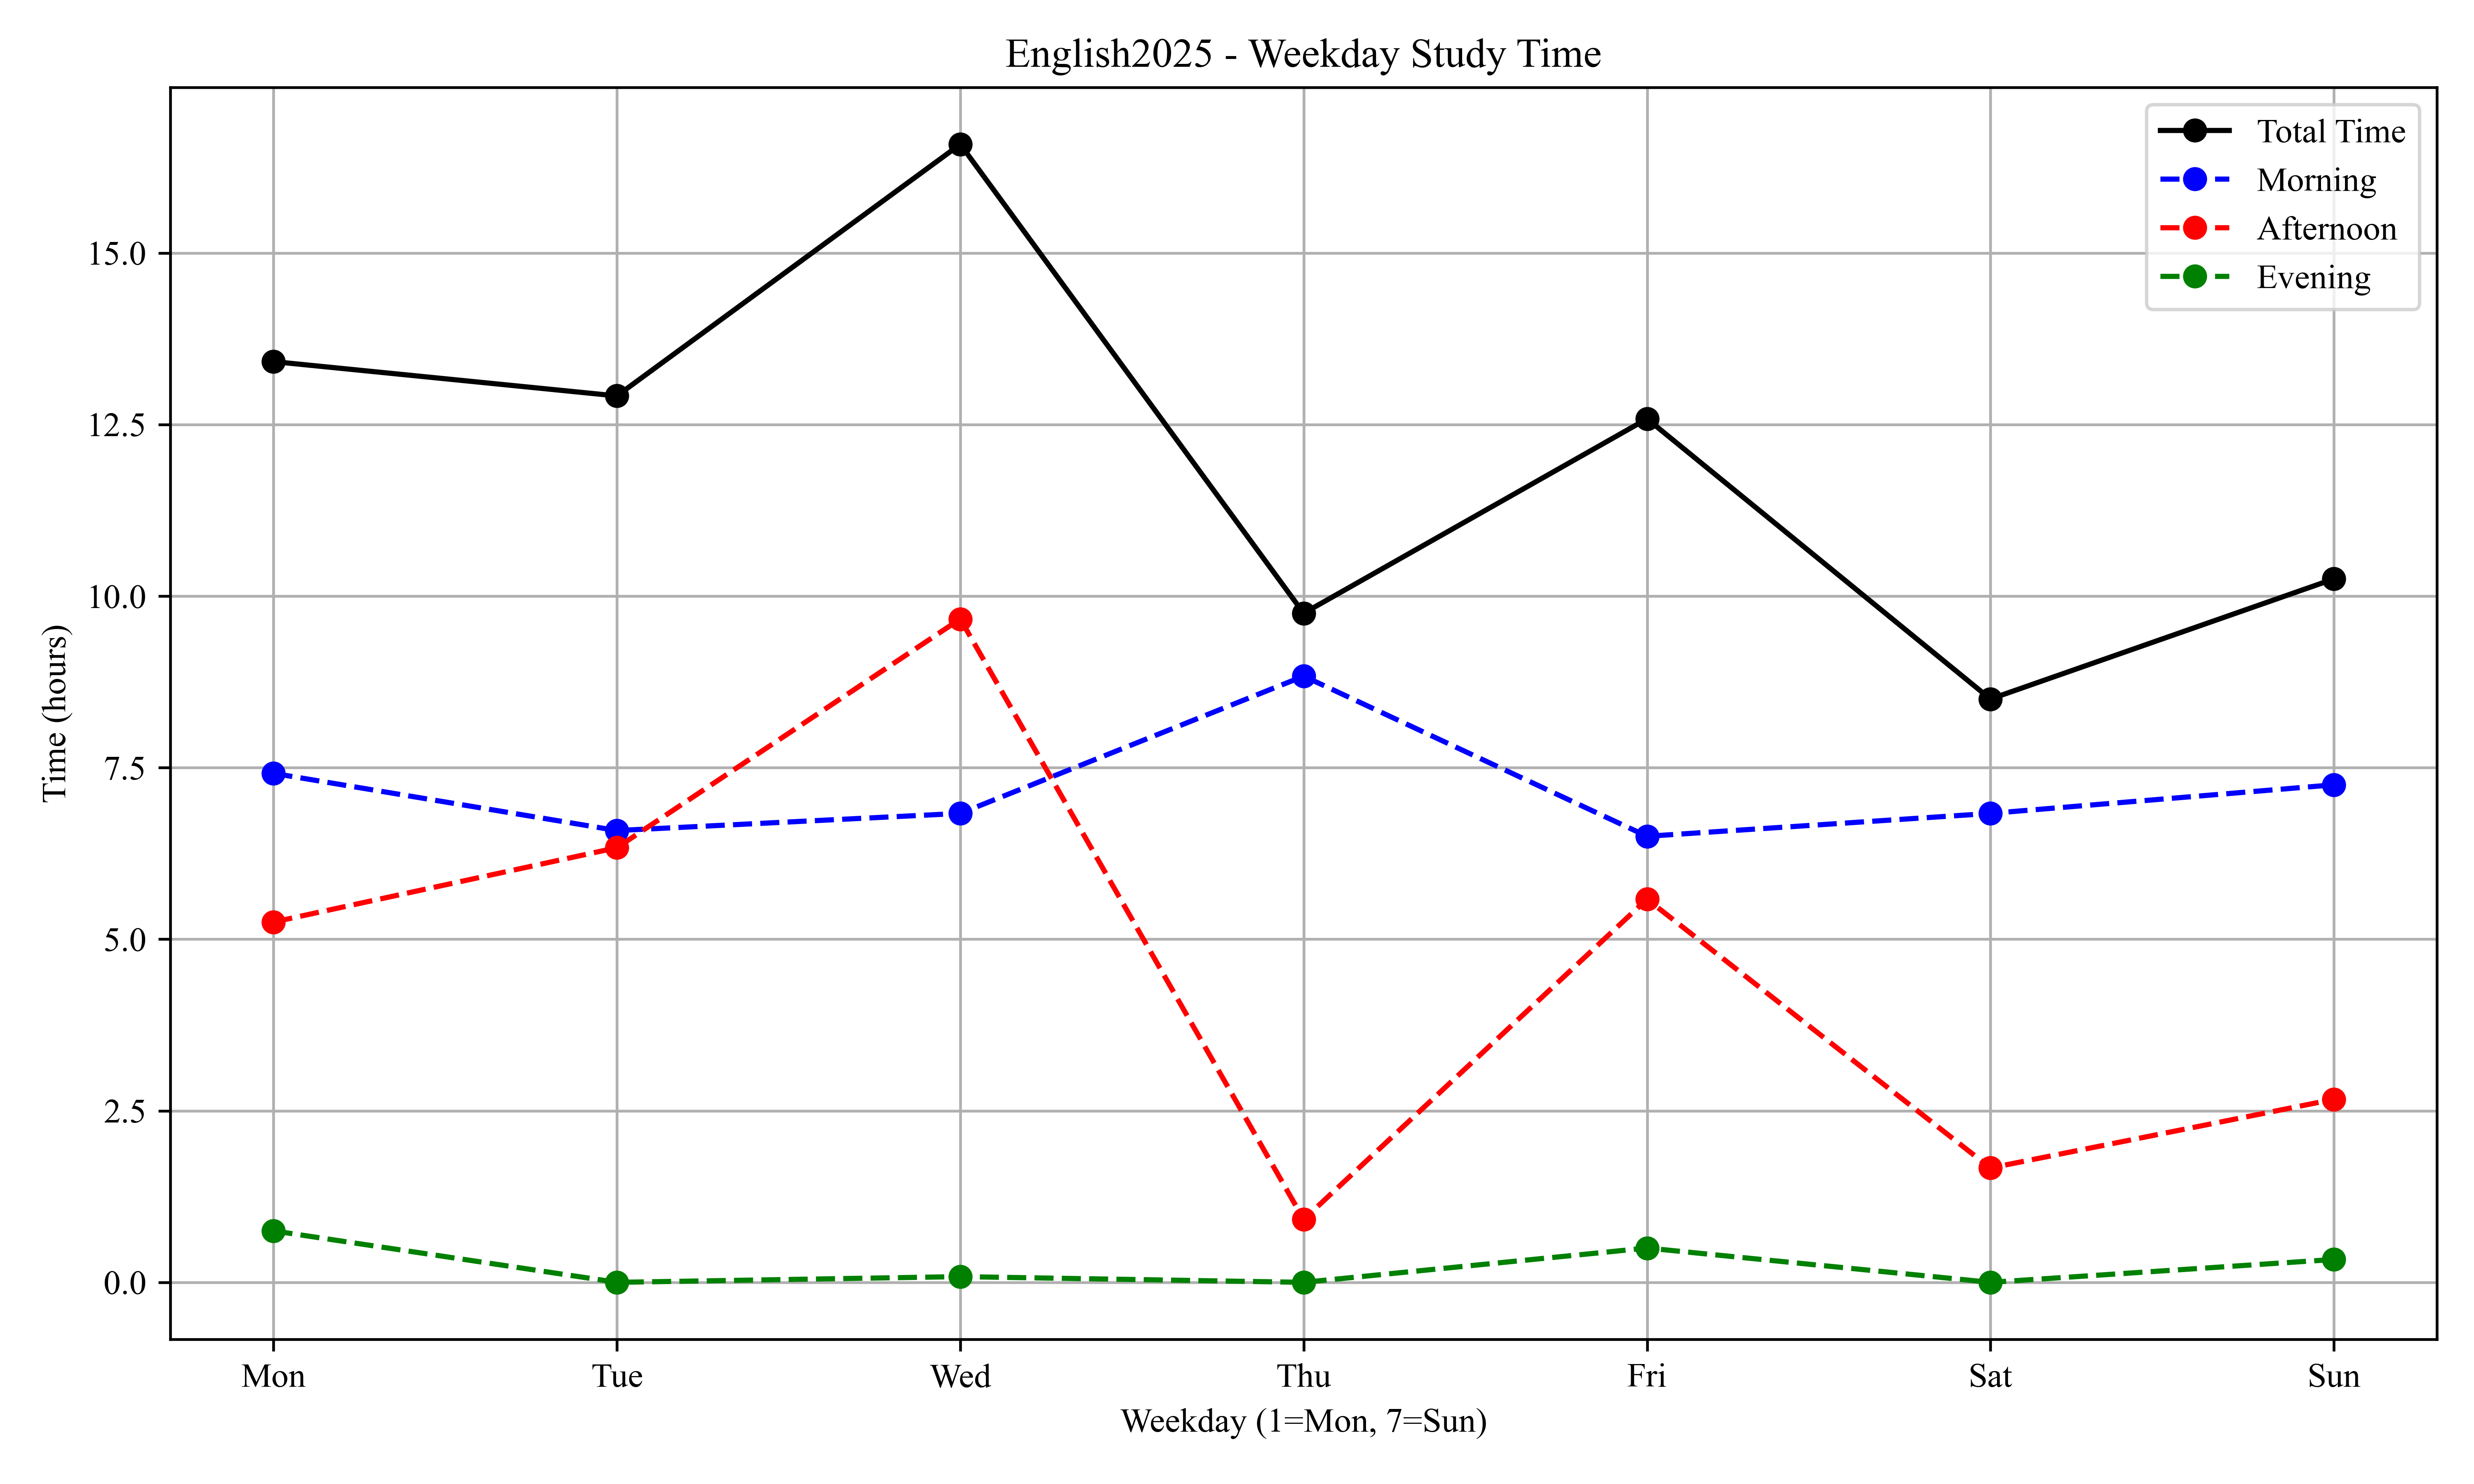 English2025 - Weekday Study Time
Total Time
Morning
Afternoon
Evening
Time (hours)
15.0
12.5
10.0
7.5
5.0
2.5
0.0
Mon Tue Wed Thu Fri Sat Sun
Weekday (1=Mon, 7=Sun)